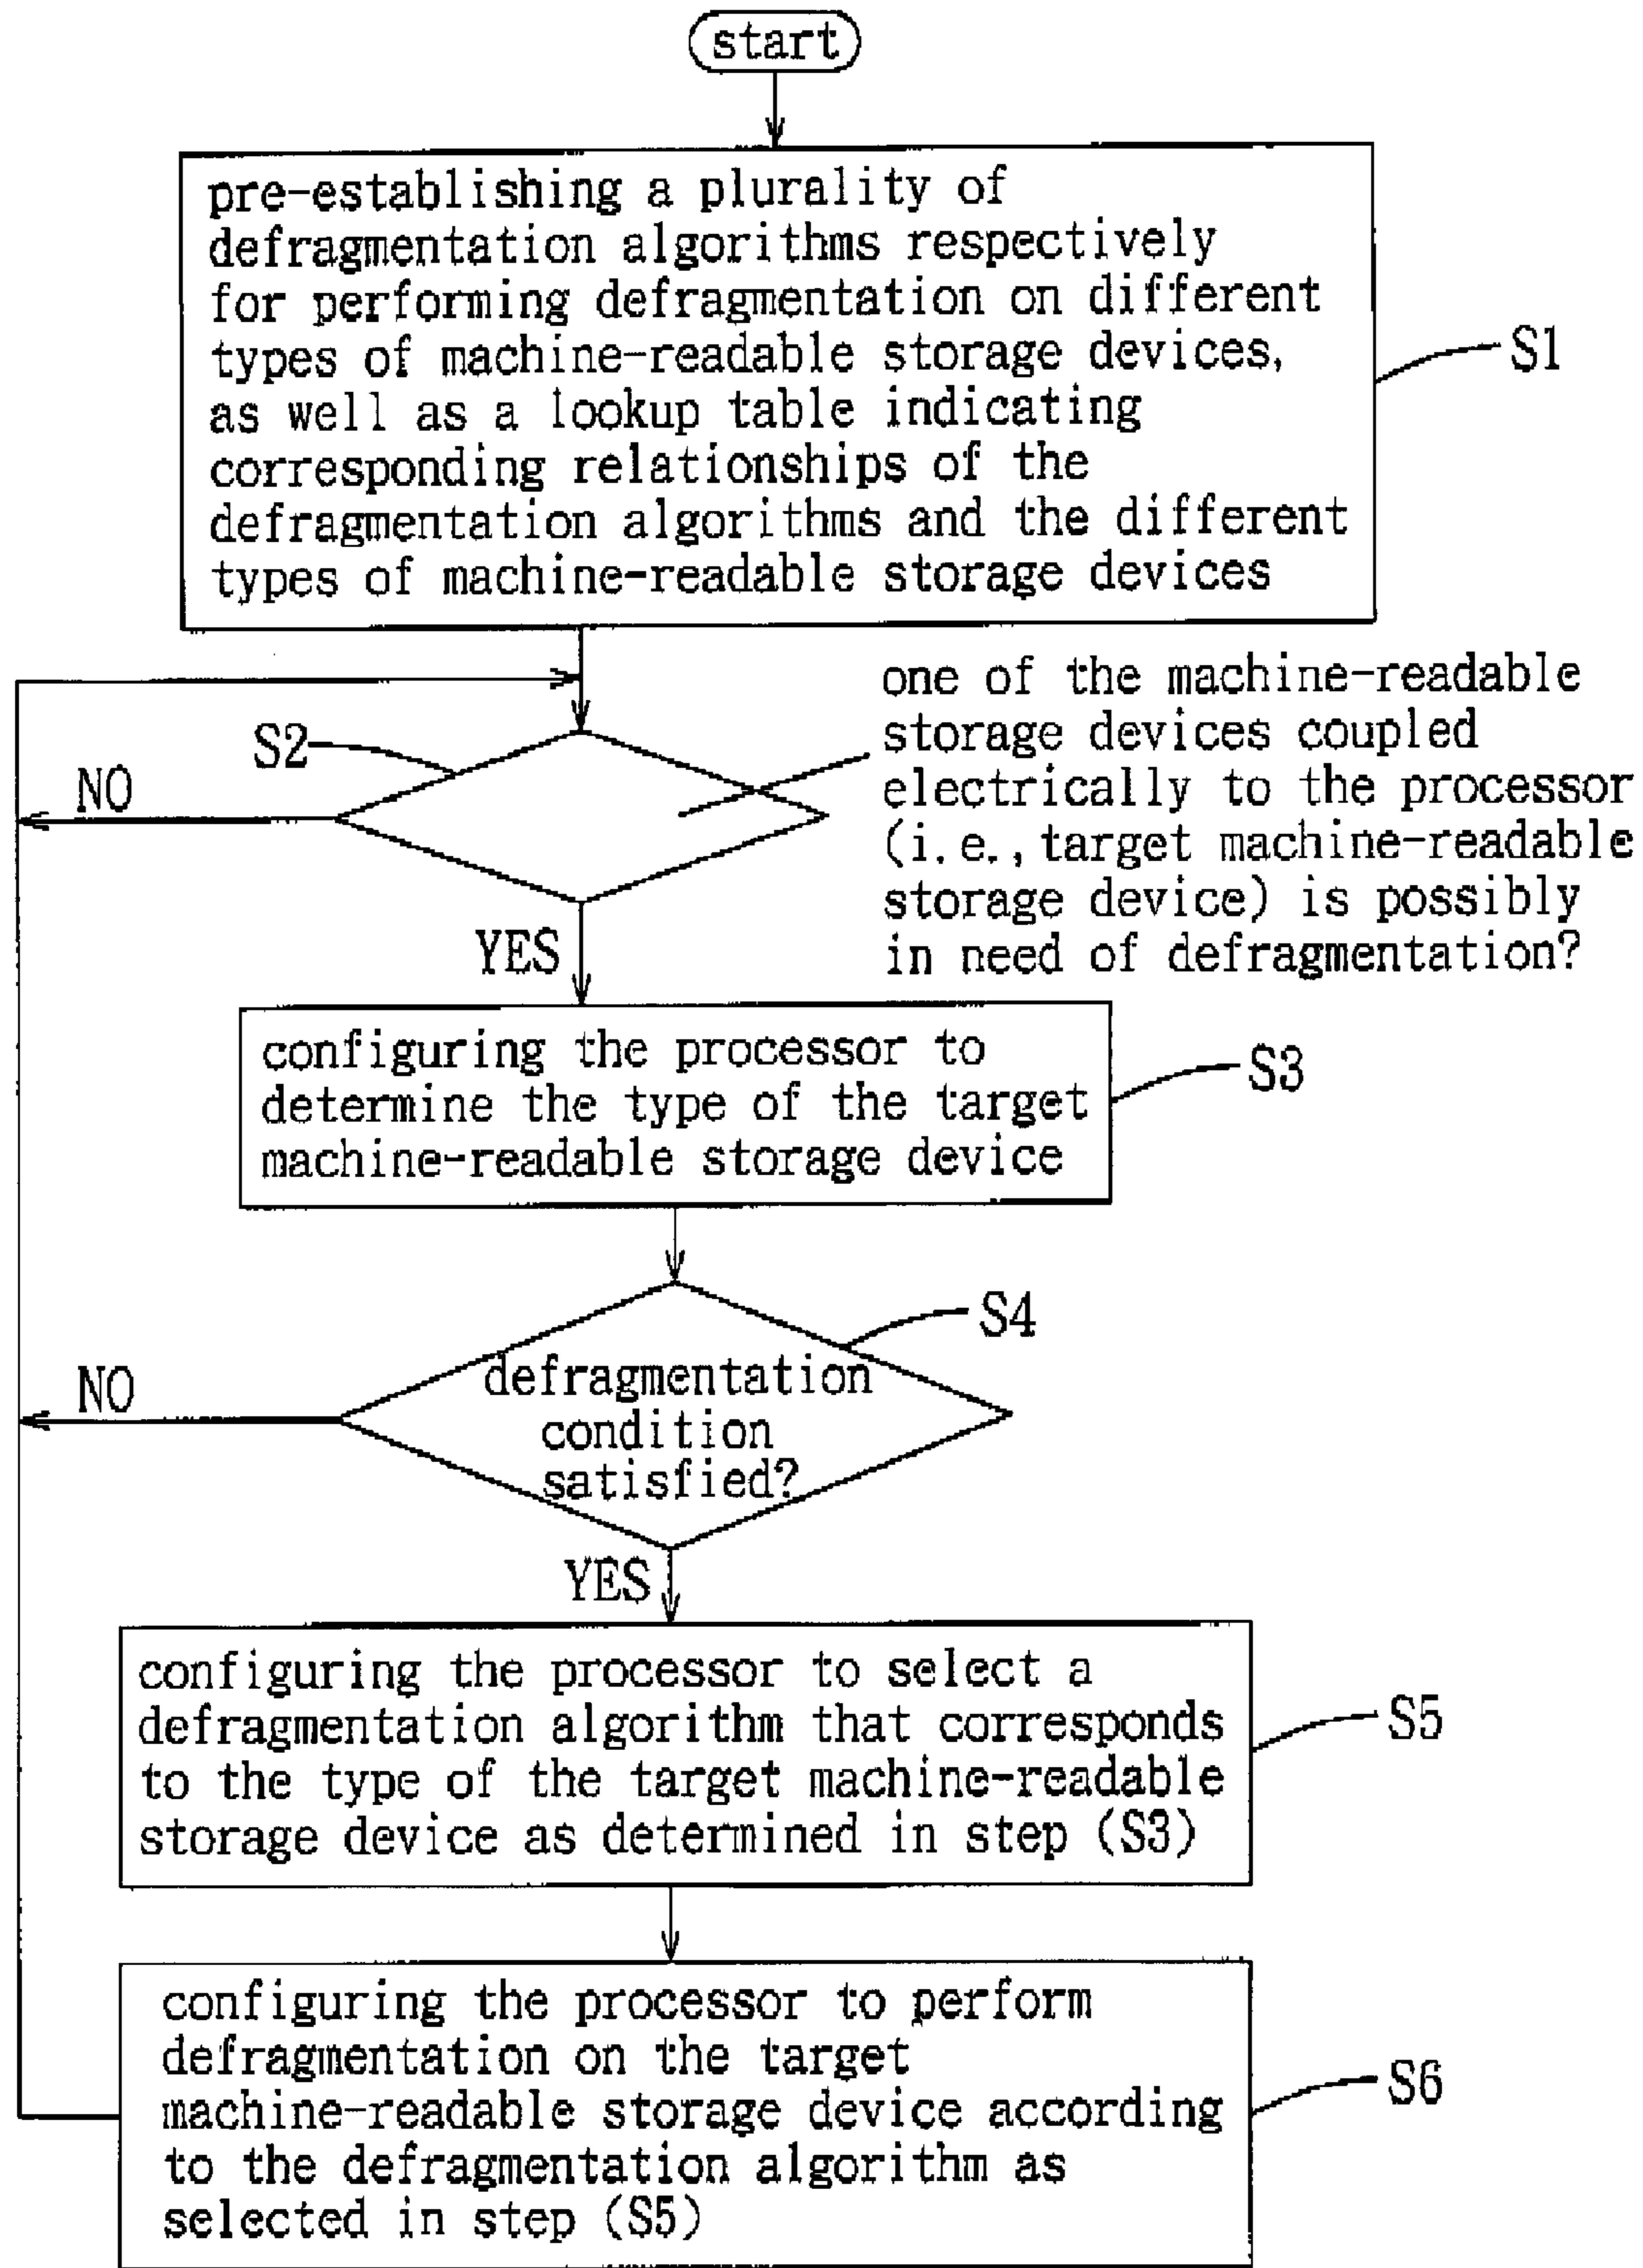 start
pre-establishing a plurality of
defragmentation algorithms respectively
for performing defragmentation on different
types of machine-readable storage devices,
as well as a lookup table indicating
corresponding relationships of the
defragmentation algorithms and the different
types of machine-readable storage devices
S1
one of the machine-readable
storage devices coupled
electrically to the processor
(i.e., target machine-readable
storage device) is possibly
in need of defragmentation?
S2
NO
YES
configuring the processor to
determine the type of the target
machine-readable storage device
S3
S4
defragmentation
condition
satisfied?
NO
YES
configuring the processor to select a
defragmentation algorithm that corresponds
to the type of the target machine-readable
storage device as determined in step (S3)
S5
configuring the processor to perform
defragmentation on the target
machine-readable storage device according
to the defragmentation algorithm as
selected in step (S5)
S6